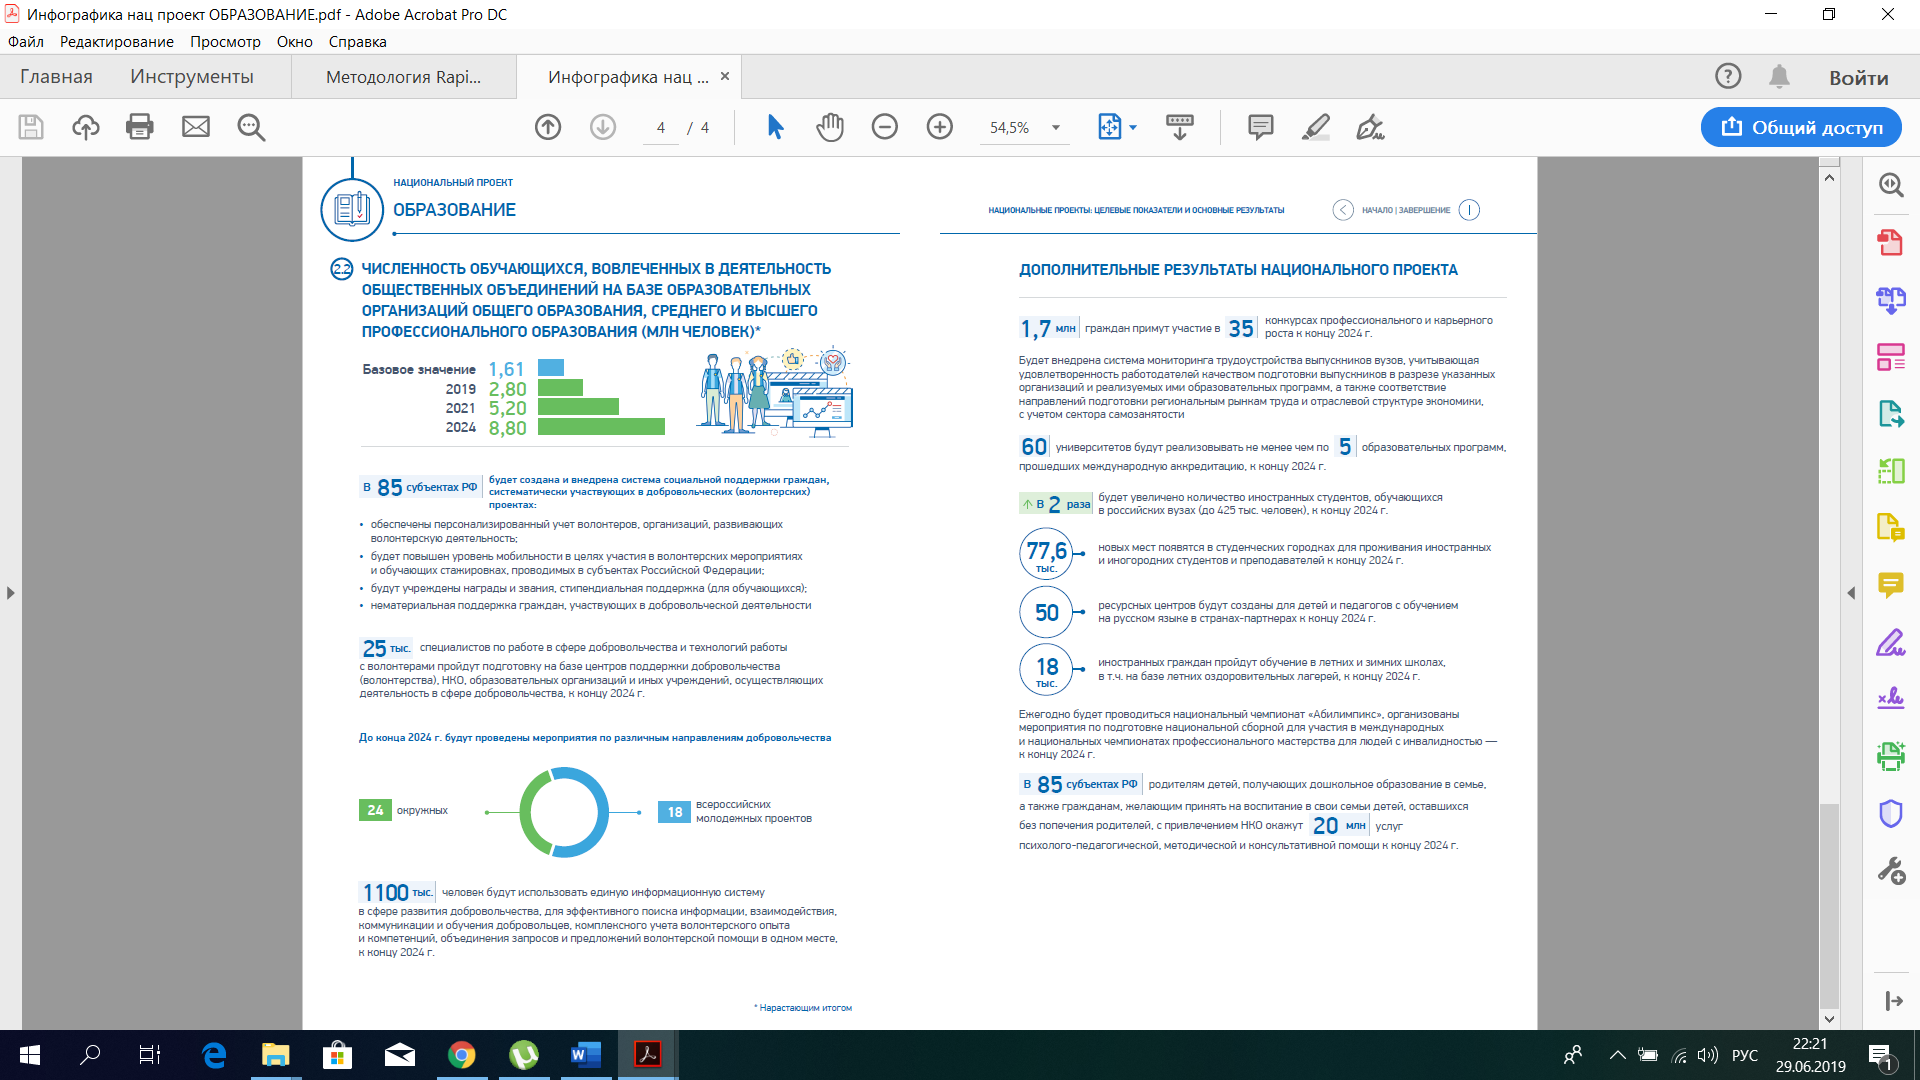 Инфографика нац проект ОБРАЗОВАНИЕ.pdf - Adobe Acrobat Pro DC
Файл Редактирование Просмотр Окно Справка
Главная Инструменты Методология Rapi... Инфографика нац ... × Войти
4 / 4 54,5% Общий доступ
НАЦИОНАЛЬНЫЙ ПРОЕКТ
ОБРАЗОВАНИЕ
2.2 ЧИСЛЕННОСТЬ ОБУЧАЮЩИХСЯ, ВОВЛЕЧЕННЫХ В ДЕЯТЕЛЬНОСТЬ
ОБЩЕСТВЕННЫХ ОБЪЕДИНЕНИЙ НА БАЗЕ ОБРАЗОВАТЕЛЬНЫХ
ОРГАНИЗАЦИЙ ОБЩЕГО ОБРАЗОВАНИЯ, СРЕДНЕГО И ВЫСШЕГО
ПРОФЕССИОНАЛЬНОГО ОБРАЗОВАНИЯ (МЛН ЧЕЛОВЕК)*
Базовое значение 1,61
2019 2,80
2021 5,20
2024 8,80
В 85 субъектах РФ будет создана и внедрена система социальной поддержки граждан,
систематически участвующих в добровольческих (волонтерских)
проектах:
• обеспечены персонализированный учет волонтеров, организаций, развивающих
волонтерскую деятельность;
• будет повышен уровень мобильности в целях участия в волонтерских мероприятиях
и обучающих стажировках, проводимых в субъектах Российской Федерации;
• будут учреждены награды и звания, стипендиальная поддержка (для обучающихся);
• нематериальная поддержка граждан, участвующих в добровольческой деятельности
25 тыс. специалистов по работе в сфере добровольчества и технологий работы
с волонтерами пройдут подготовку на базе центров поддержки добровольчества
(волонтерства), НКО, образовательных организаций и иных учреждений, осуществляющих
деятельность в сфере добровольчества, к концу 2024 г.
До конца 2024 г. будут проведены мероприятия по различным направлениям добровольчества
24 окружных
18 всероссийских
молодежных проектов
1100 тыс. человек будут использовать единую информационную систему
в сфере развития добровольчества, для эффективного поиска информации, взаимодействия,
коммуникации и обучения добровольцев, комплексного учета волонтерского опыта
и компетенций, объединения запросов и предложений волонтерской помощи в одном месте,
к концу 2024 г.
* Нарастающим итогом
НАЦИОНАЛЬНЫЕ ПРОЕКТЫ: ЦЕЛЕВЫЕ ПОКАЗАТЕЛИ И ОСНОВНЫЕ РЕЗУЛЬТАТЫ НАЧАЛО | ЗАВЕРШЕНИЕ
ДОПОЛНИТЕЛЬНЫЕ РЕЗУЛЬТАТЫ НАЦИОНАЛЬНОГО ПРОЕКТА
1,7 млн граждан примут участие в 35 конкурсах профессионального и карьерного
роста к концу 2024 г.
Будет внедрена система мониторинга трудоустройства выпускников вузов, учитывающая
удовлетворенность работодателей качеством подготовки выпускников в разрезе указанных
организаций и реализуемых ими образовательных программ, а также соответствие
направлений подготовки региональным рынкам труда и отраслевой структуре экономики,
с учетом сектора самозанятости
60 университетов будут реализовывать не менее чем по 5 образовательных программ,
прошедших международную аккредитацию, к концу 2024 г.
↑ В 2 раза будет увеличено количество иностранных студентов, обучающихся
в российских вузах (до 425 тыс. человек), к концу 2024 г.
77,6 тыс. новых мест появятся в студенческих городках для проживания иностранных
и иногородних студентов и преподавателей к концу 2024 г.
50 ресурсных центров будут созданы для детей и педагогов с обучением
на русском языке в странах-партнерах к концу 2024 г.
18 тыс. иностранных граждан пройдут обучение в летних и зимних школах,
в т.ч. на базе летних оздоровительных лагерей, к концу 2024 г.
Ежегодно будет проводиться национальный чемпионат «Абилимпикс», организованы
мероприятия по подготовке национальной сборной для участия в международных
и национальных чемпионатах профессионального мастерства для людей с инвалидностью —
к концу 2024 г.
В 85 субъектах РФ родителям детей, получающих дошкольное образование в семье,
а также гражданам, желающим принять на воспитание в свои семьи детей, оставшихся
без попечения родителей, с привлечением НКО окажут 20 млн услуг
психолого-педагогической, методической и консультативной помощи к концу 2024 г.
РУС 22:21
29.06.2019
1